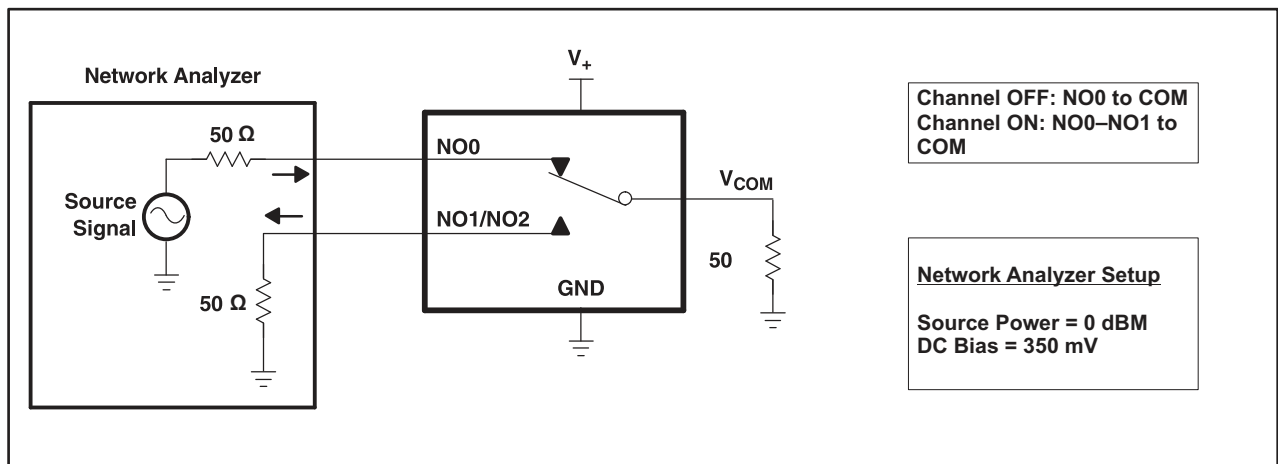 Network Analyzer
50 Ω
Source
Signal
50 Ω
V+
NO0
NO1/NO2
GND
VCOM
50
Channel OFF: NO0 to COM
Channel ON: NO0–NO1 to
COM
Network Analyzer Setup
Source Power = 0 dBM
DC Bias = 350 mV